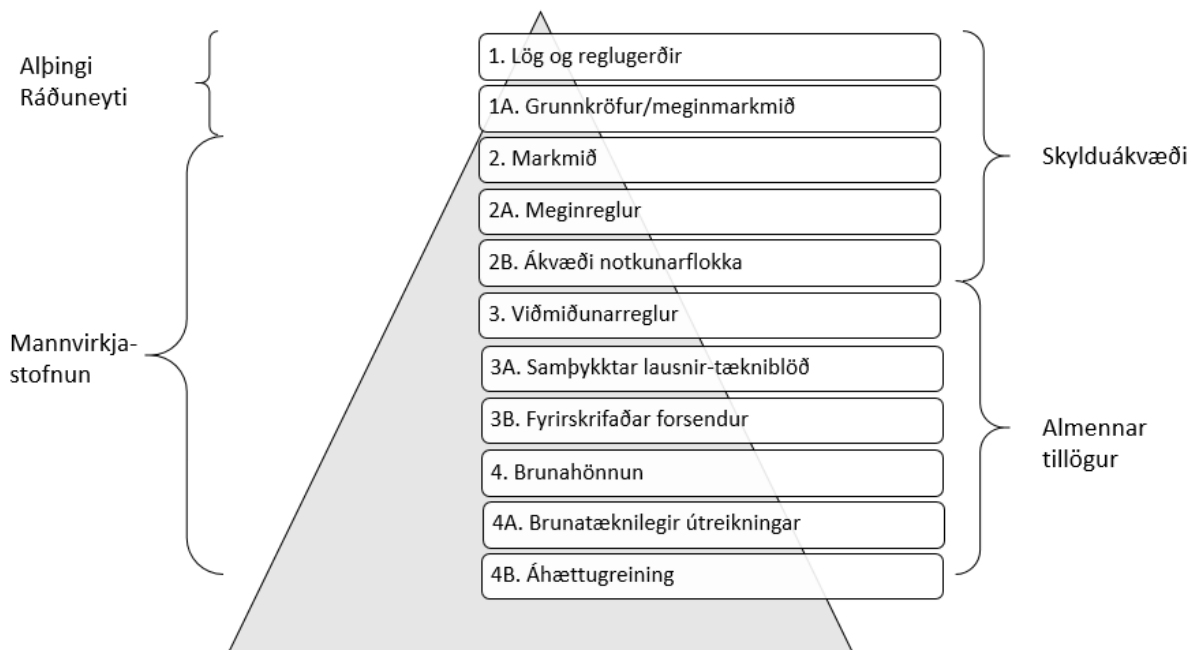 Alþingi
Ráðuneyti
Mannvirkja-
stofnun
1. Lög og reglugerðir
1A. Grunnkröfur/meginmarkmið
2. Markmið
2A. Meginreglur
2B. Ákvæði notkunarflokka
3. Viðmiðunarreglur
3A. Samþykktar lausnir-tækniblöð
3B. Fyrirskrifaðar forsendur
4. Brunahönnun
4A. Brunatæknilegir útreikningar
4B. Áhættugreining
Skylduákvæði
Almennar
tillögur